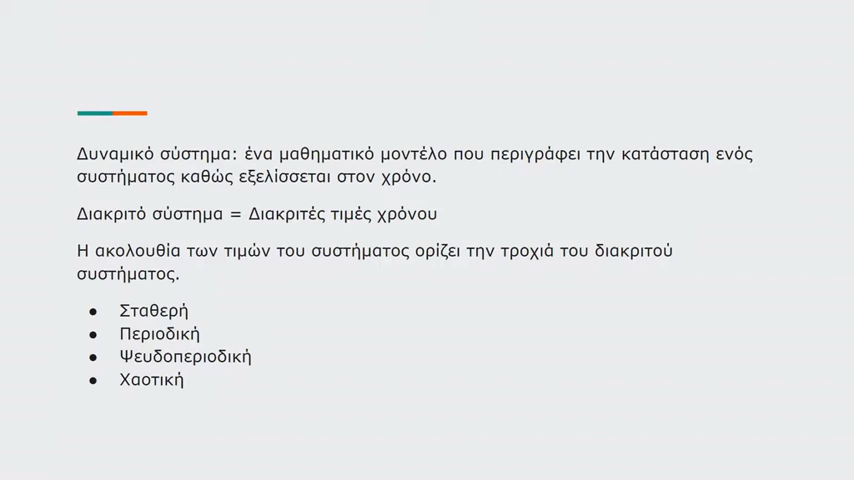 Δυναμικό σύστημα: ένα μαθηματικό μοντέλο που περιγράφει την κατάσταση ενός
συστήματος καθώς εξελίσσεται στον χρόνο.
Διακριτό σύστημα = Διακριτές τιμές χρόνου
Η ακολουθία των τιμών του συστήματος ορίζει την τροχιά του διακριτού
συστήματος.
● Σταθερή
● Περιοδική
● Ψευδοπεριοδική
● Χαοτική